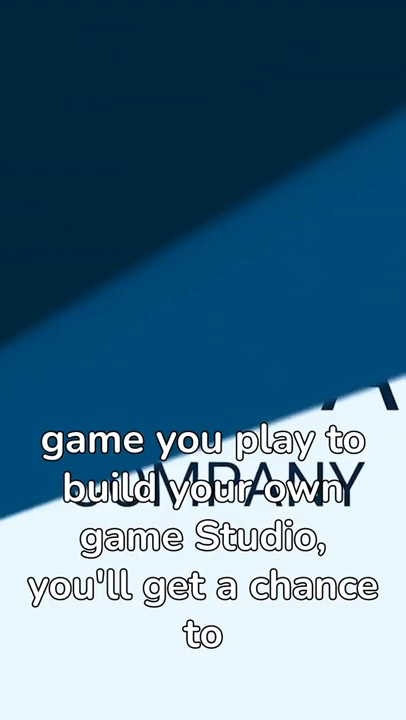 A
game you play to
COMPANY
build your own
game Studio,
you'll get a chance
to